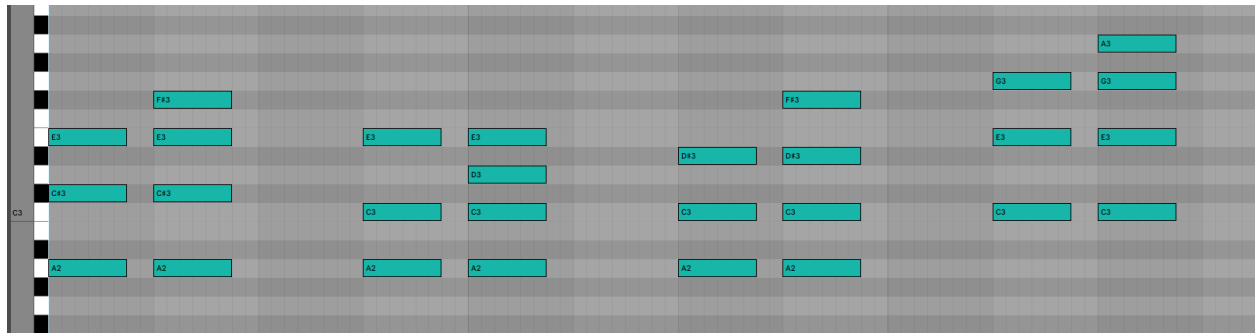 A3
G3 G3
F#3 F#3
E3 E3 E3 E3 E3 E3
D#3 D#3
D3
C#3 C#3
C3 C3 C3 C3 C3 C3 C3
A2 A2 A2 A2 A2 A2